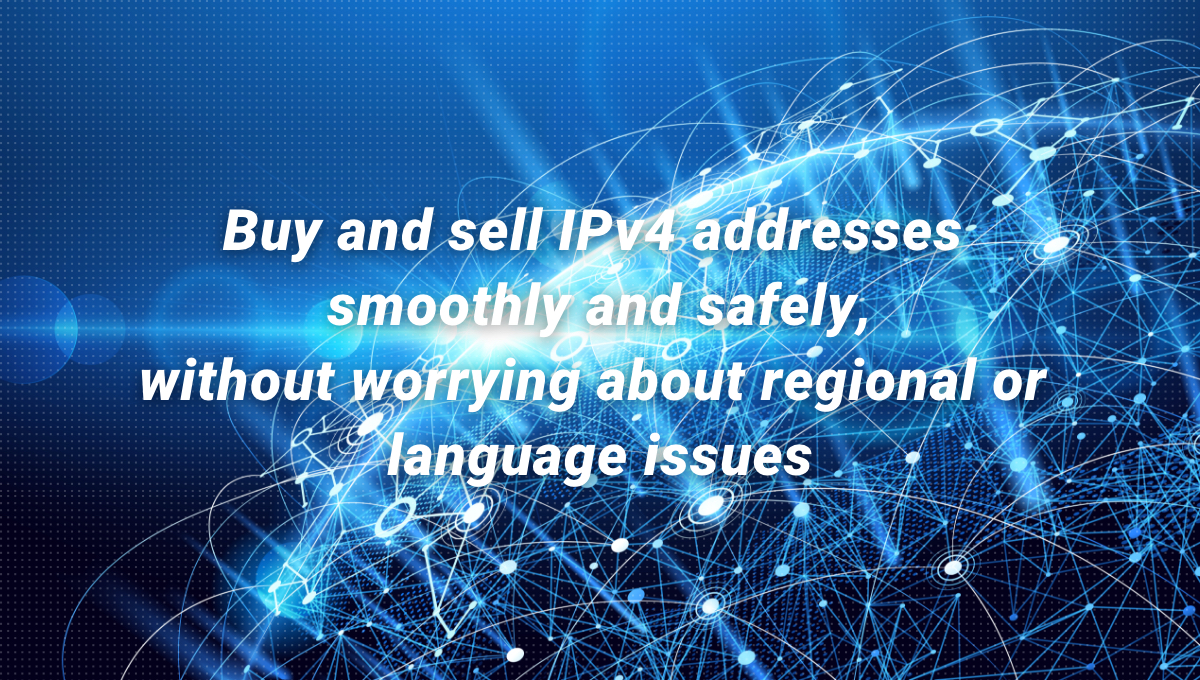 Buy and sell IPv4 addresses
smoothly and safely,
without worrying about regional or
language issues